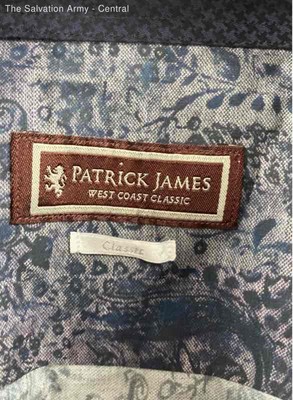 The Salvation Army - Central
PATRICK JAMES
WEST COAST CLASSIC
Classic